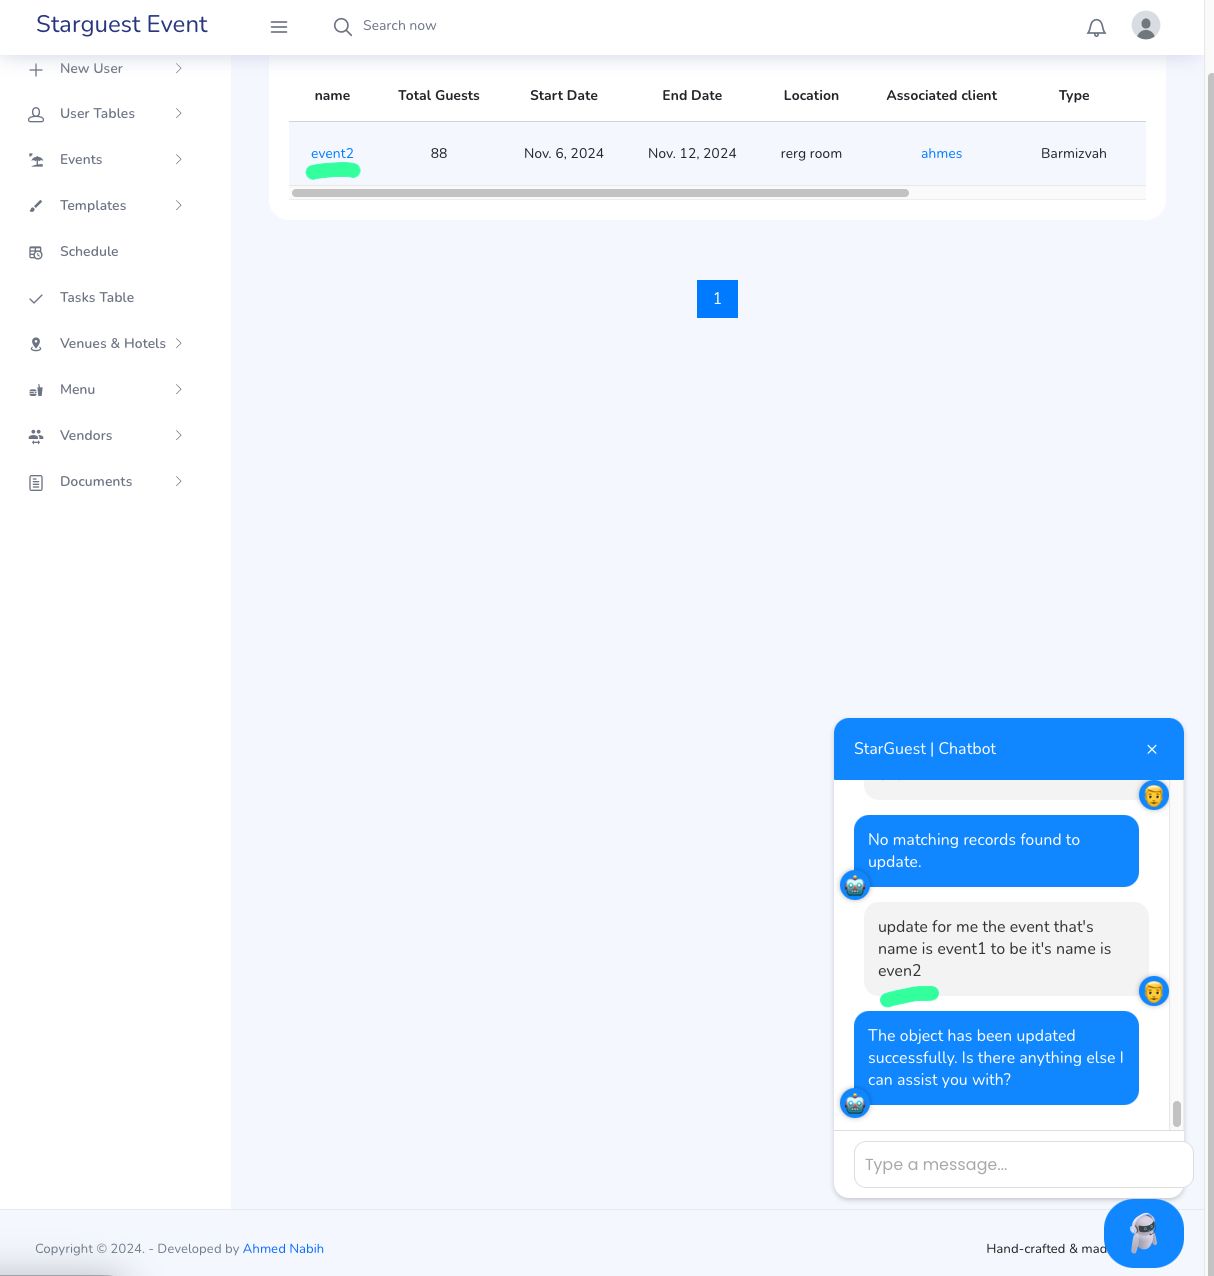 Starguest Event
Search now
New User
User Tables
Events
Templates
Schedule
Tasks Table
Venues & Hotels
Menu
Vendors
Documents
name Total Guests Start Date End Date Location Associated client Type
event2 88 Nov. 6, 2024 Nov. 12, 2024 rerg room ahmes Barmizvah
1
StarGuest | Chatbot
No matching records found to
update.
update for me the event that's
name is event1 to be it's name is
even2
The object has been updated
successfully. Is there anything else I
can assist you with?
Type a message...
Copyright © 2024. - Developed by Ahmed Nabih
Hand-crafted & mad